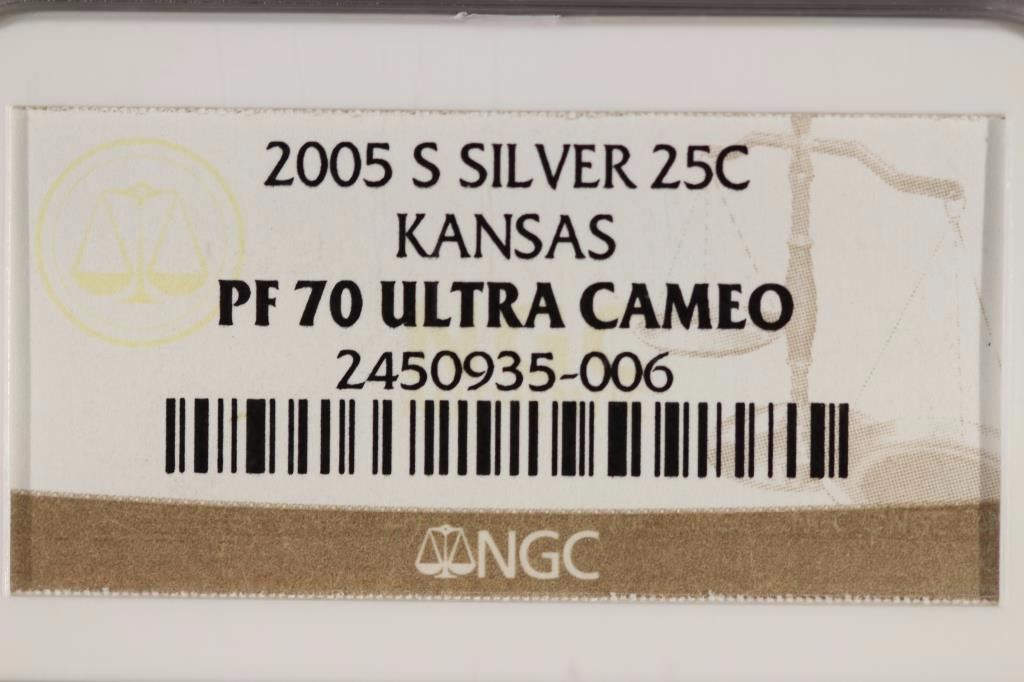 2005 S SILVER 25C
KANSAS
PF 70 ULTRA CAMEO
2450935-006
NGC